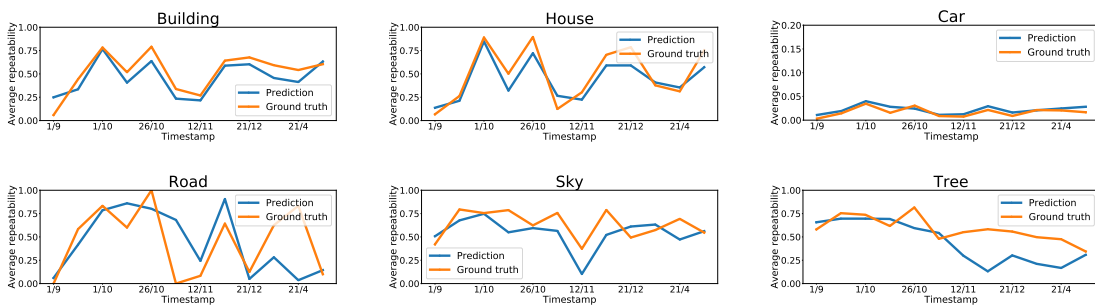 Building
Average repeatability
1.00
0.75
0.50
0.25
0.00
Prediction
Ground truth
1/9 1/10 26/10 12/11 21/12 21/4
Timestamp
House
Average repeatability
1.00
0.75
0.50
0.25
0.00
Prediction
Ground truth
1/9 1/10 26/10 12/11 21/12 21/4
Timestamp
Car
Average repeatability
0.20
0.15
0.10
0.05
0.00
Prediction
Ground truth
1/9 1/10 26/10 12/11 21/12 21/4
Timestamp
Road
Average repeatability
1.00
0.75
0.50
0.25
0.00
Prediction
Ground truth
1/9 1/10 26/10 12/11 21/12 21/4
Timestamp
Sky
Average repeatability
1.00
0.75
0.50
0.25
0.00
Prediction
Ground truth
1/9 1/10 26/10 12/11 21/12 21/4
Timestamp
Tree
Average repeatability
1.00
0.75
0.50
0.25
0.00
Prediction
Ground truth
1/9 1/10 26/10 12/11 21/12 21/4
Timestamp